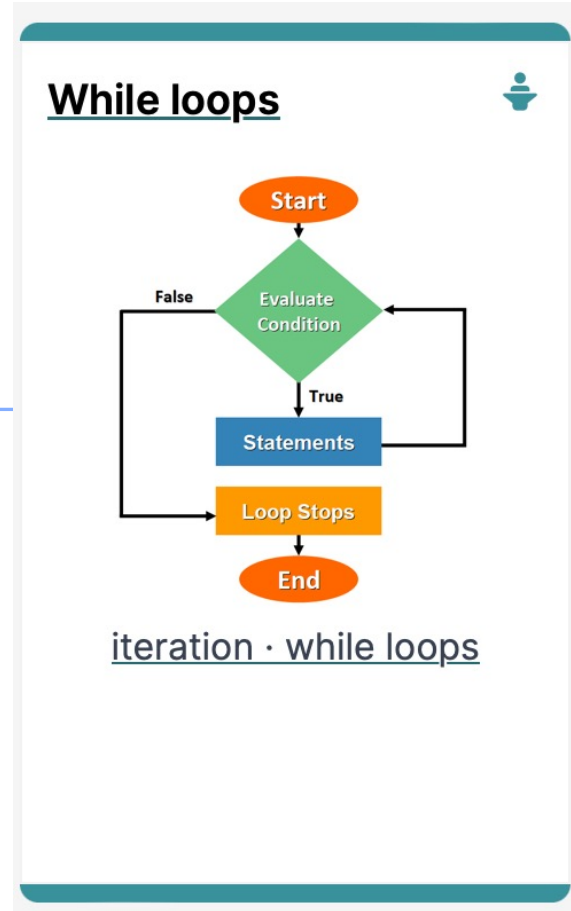 While loops
Start
False
Evaluate
Condition
True
Statements
Loop Stops
End
iteration · while loops